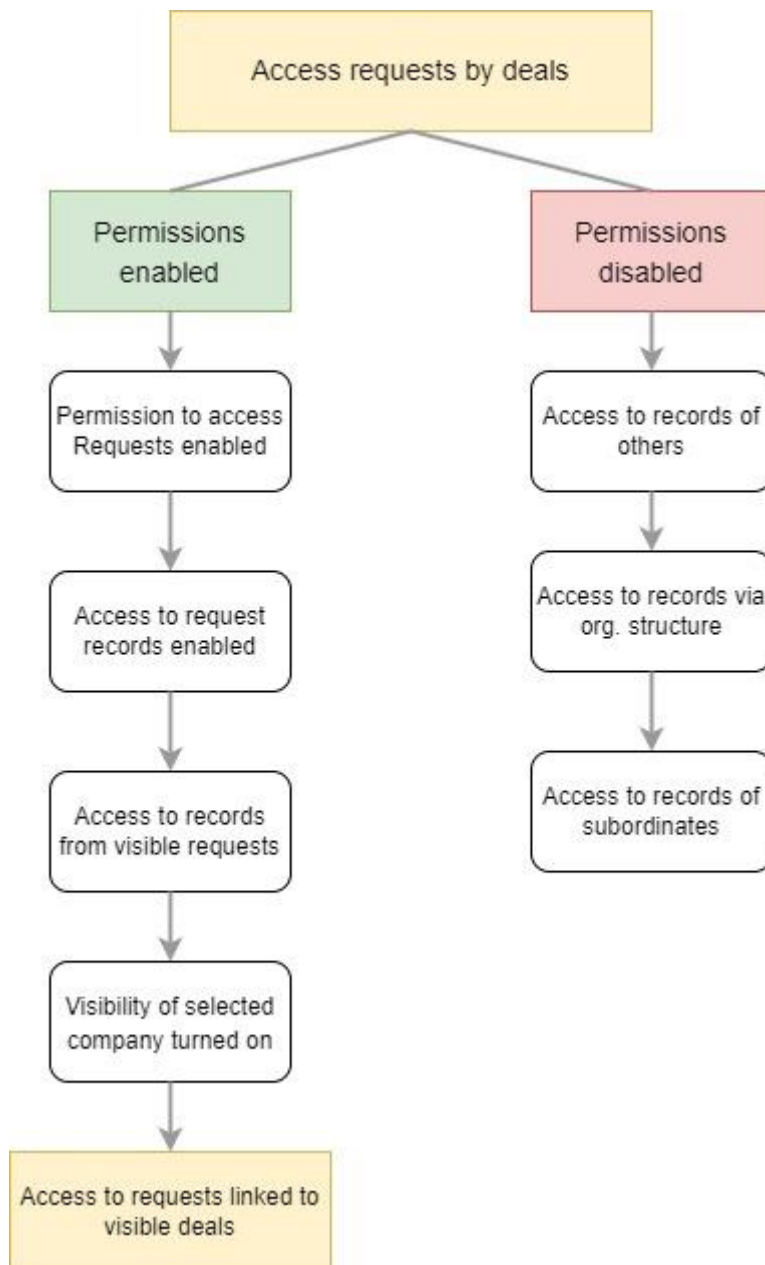 Access requests by deals
Permissions
enabled
Permissions
disabled
Permission to access
Requests enabled
Access to records of
others
Access to request
records enabled
Access to records via
org. structure
Access to records
from visible requests
Access to records of
subordinates
Visibility of selected
company turned on
Access to requests linked to
visible deals